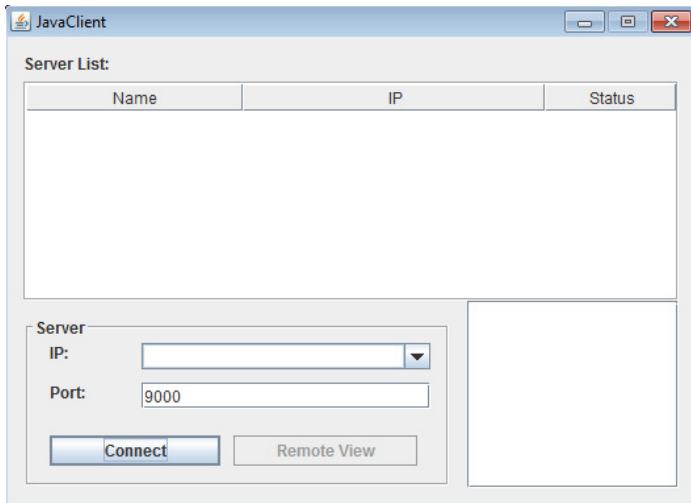 JavaClient
Server List:
Name IP Status
Server
IP:
Port: 9000
Connect Remote View